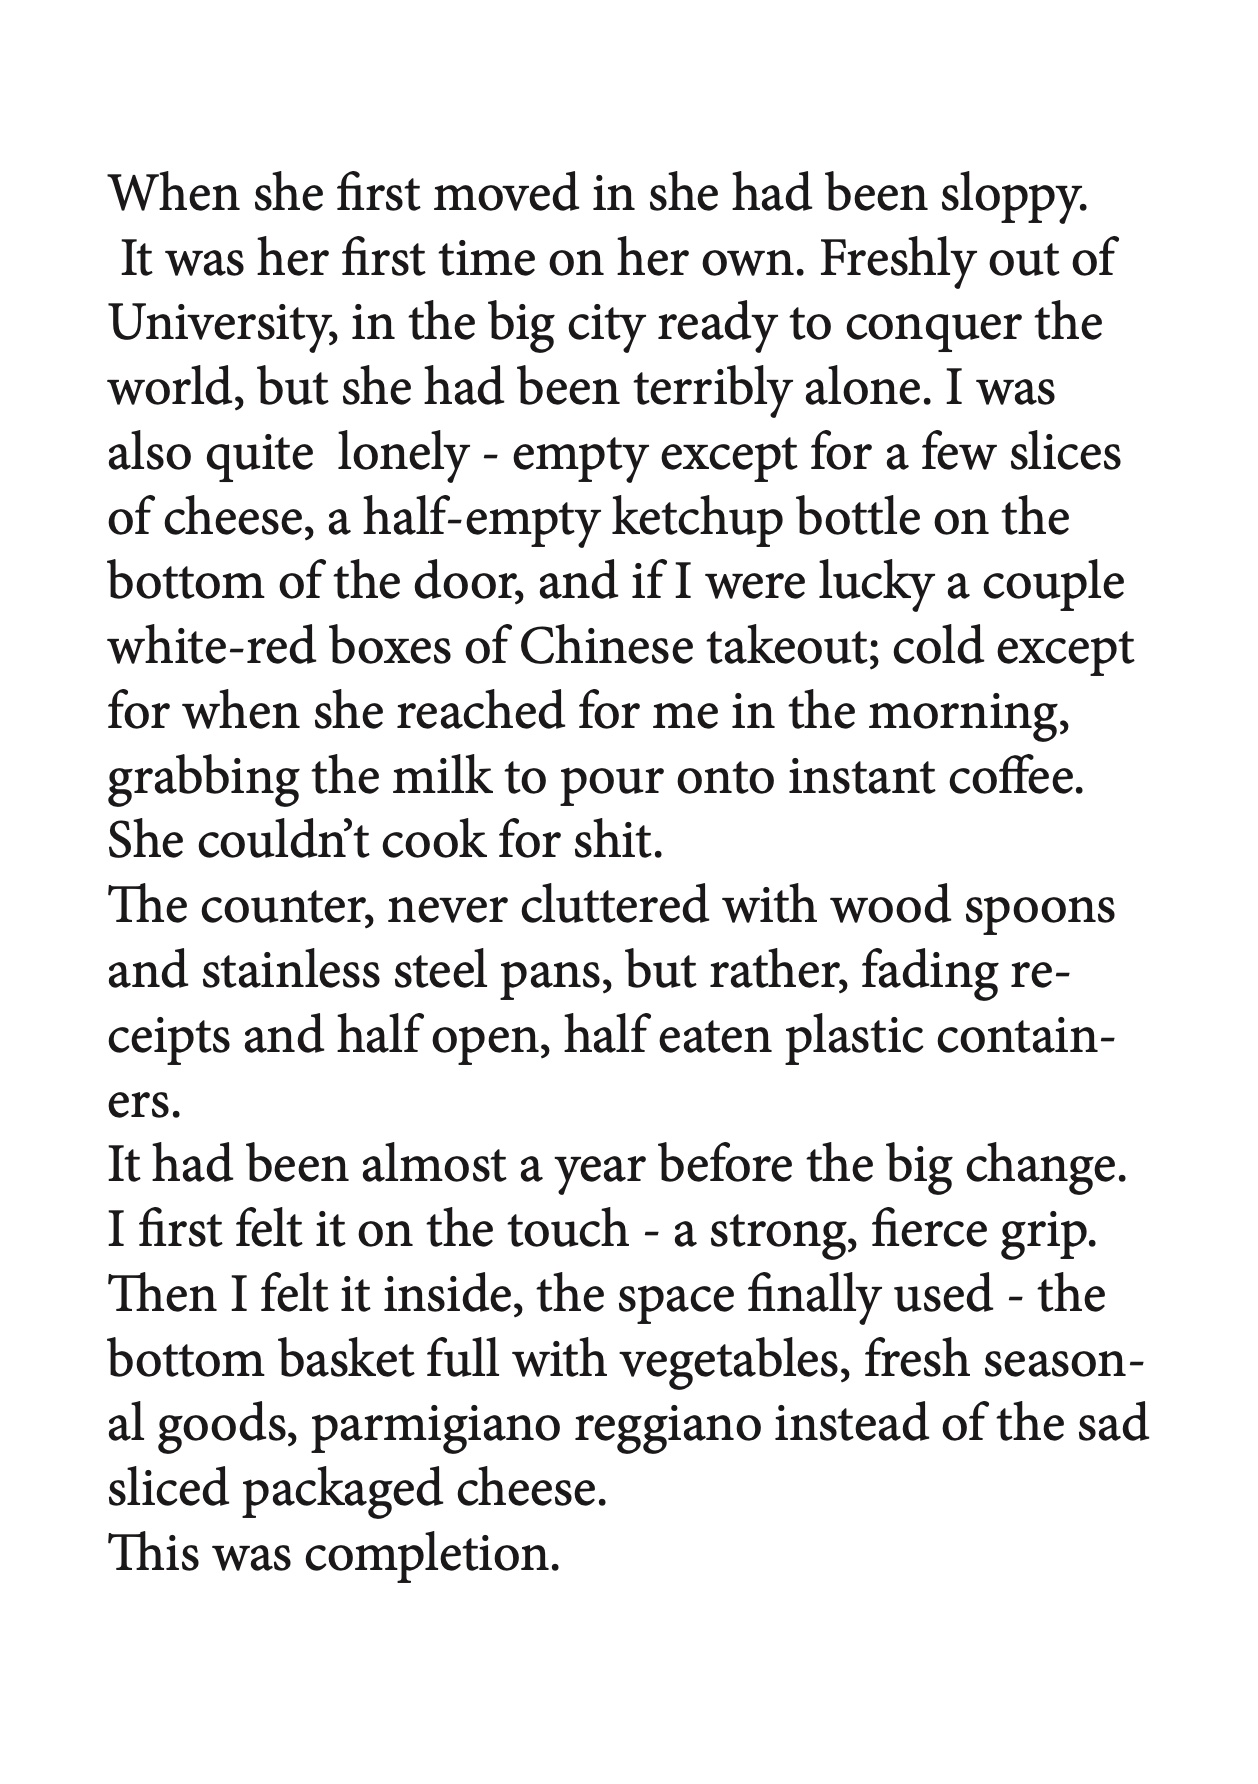 When she first moved in she had been sloppy.
It was her first time on her own. Freshly out of
University, in the big city ready to conquer the
world, but she had been terribly alone. I was
also quite  lonely - empty except for a few slices
of cheese, a half-empty ketchup bottle on the
bottom of the door, and if I were lucky a couple
white-red boxes of Chinese takeout; cold except
for when she reached for me in the morning,
grabbing the milk to pour onto instant coffee.
She couldn’t cook for shit.
The counter, never cluttered with wood spoons
and stainless steel pans, but rather, fading re-
ceipts and half open, half eaten plastic contain-
ers.
It had been almost a year before the big change.
I first felt it on the touch - a strong, fierce grip.
Then I felt it inside, the space finally used - the
bottom basket full with vegetables, fresh season-
al goods, parmigiano reggiano instead of the sad
sliced packaged cheese.
This was completion.